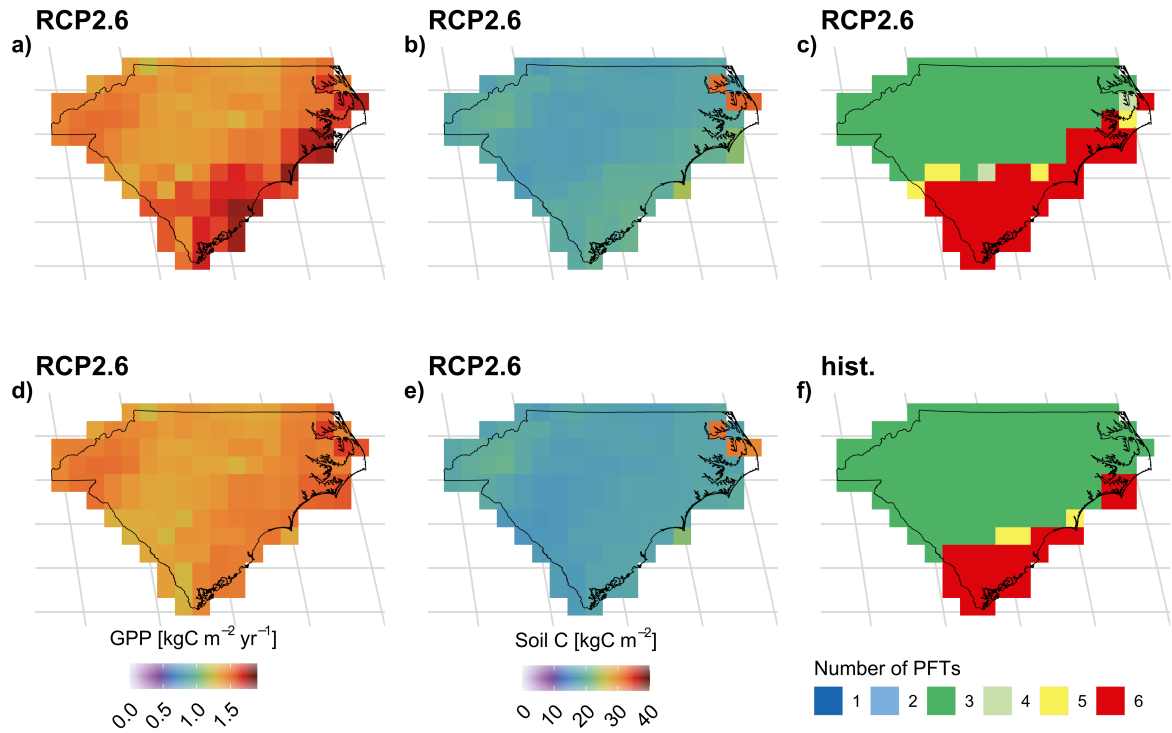 RCP2.6 RCP2.6 RCP2.6
a) b) c)
RCP2.6 RCP2.6 hist.
d) e) f)
GPP [kgC m⁻² yr⁻¹] Soil C [kgC m⁻²]
Number of PFTs
0.0 0.5 1.0 1.5 0 10 20 30 40 1 2 3 4 5 6